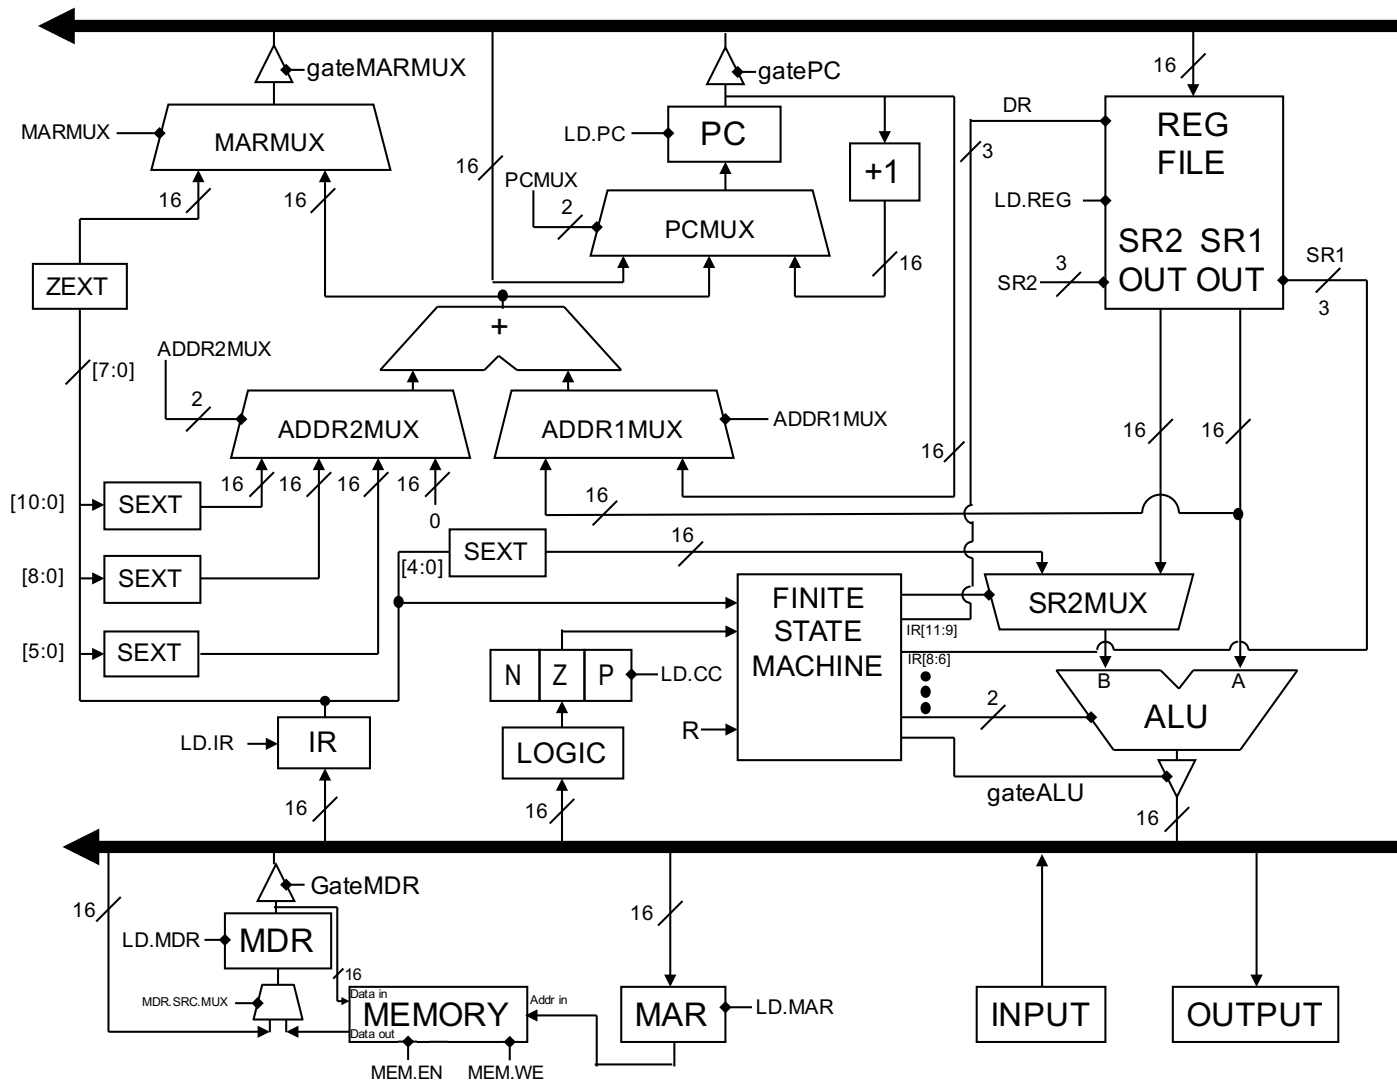 gateMARMUX
gatePC
16
MARMUX
MARMUX
LD.PC
PC
DR
REG
FILE
16
3
+1
16
16
PCMUX
2
PCMUX
LD.REG
SR2 SR1
OUT OUT
SR1
3
ZEXT
16
SR2
3
+
ADDR2MUX
[7:0]
2
ADDR2MUX
ADDR1MUX
ADDR1MUX
16
16
16
16
16
16
16
[10:0]
SEXT
16
0
[8:0]
SEXT
[4:0]
SEXT
16
FINITE
STATE
MACHINE
SR2MUX
IR[11:9]
[5:0]
SEXT
N Z P
LD.CC
IR[8:6]
B
A
ALU
2
LD.IR
IR
LOGIC
R
gateALU
16
16
16
GateMDR
16
16
LD.MDR
MDR
16
MDR.SRC.MUX
Data in
MEMORY
Data out
Addr in
MAR
LD.MAR
INPUT
OUTPUT
MEM.EN
MEM.WE